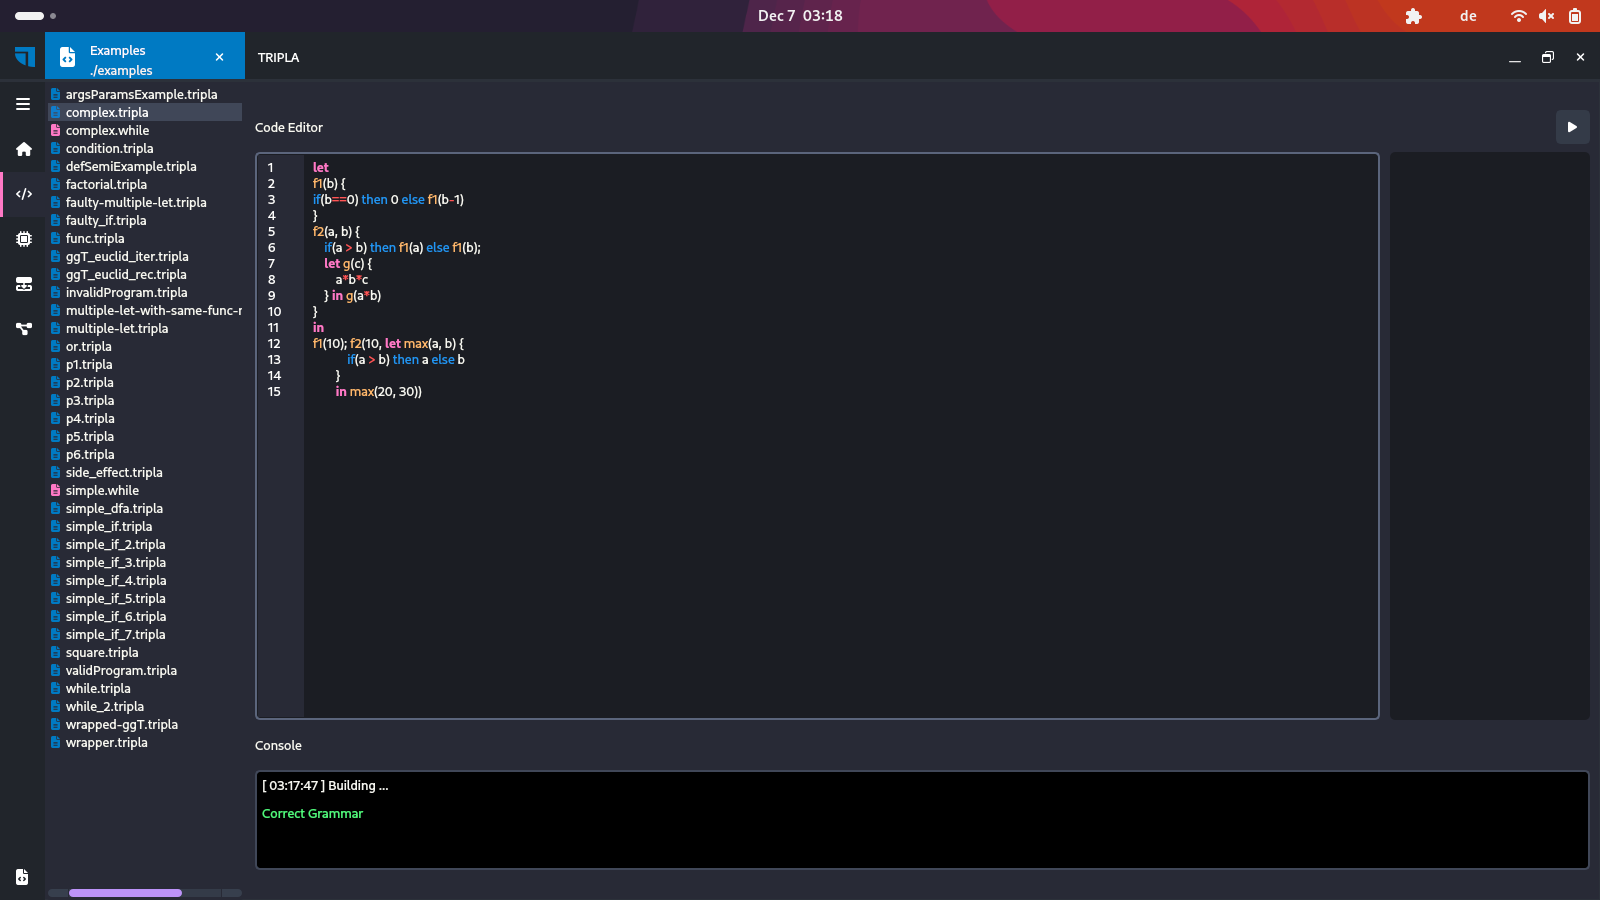 Dec 7 03:18
de
Examples
./examples
TRIPLA
argsParamsExample.tripla
complex.tripla
complex.while
condition.tripla
defSemiExample.tripla
factorial.tripla
faulty-multiple-let.tripla
faulty_if.tripla
func.tripla
ggT_euclid_iter.tripla
ggT_euclid_rec.tripla
invalidProgram.tripla
multiple-let-with-same-func-r
multiple-let.tripla
or.tripla
p1.tripla
p2.tripla
p3.tripla
p4.tripla
p5.tripla
p6.tripla
side_effect.tripla
simple.while
simple_dfa.tripla
simple_if.tripla
simple_if_2.tripla
simple_if_3.tripla
simple_if_4.tripla
simple_if_5.tripla
simple_if_6.tripla
simple_if_7.tripla
square.tripla
validProgram.tripla
while.tripla
while_2.tripla
wrapped-ggT.tripla
wrapper.tripla
Code Editor
1 let
2 f1(b) {
3 if(b==0) then 0 else f1(b-1)
4 }
5 f2(a, b) {
6 if(a > b) then f1(a) else f1(b);
7 let g(c) {
8 a*b*c
9 } in g(a*b)
10 }
11 in
12 f1(10); f2(10, let max(a, b) {
13 if(a > b) then a else b
14 }
15 in max(20, 30))
Console
[ 03:17:47 ] Building ...
Correct Grammar